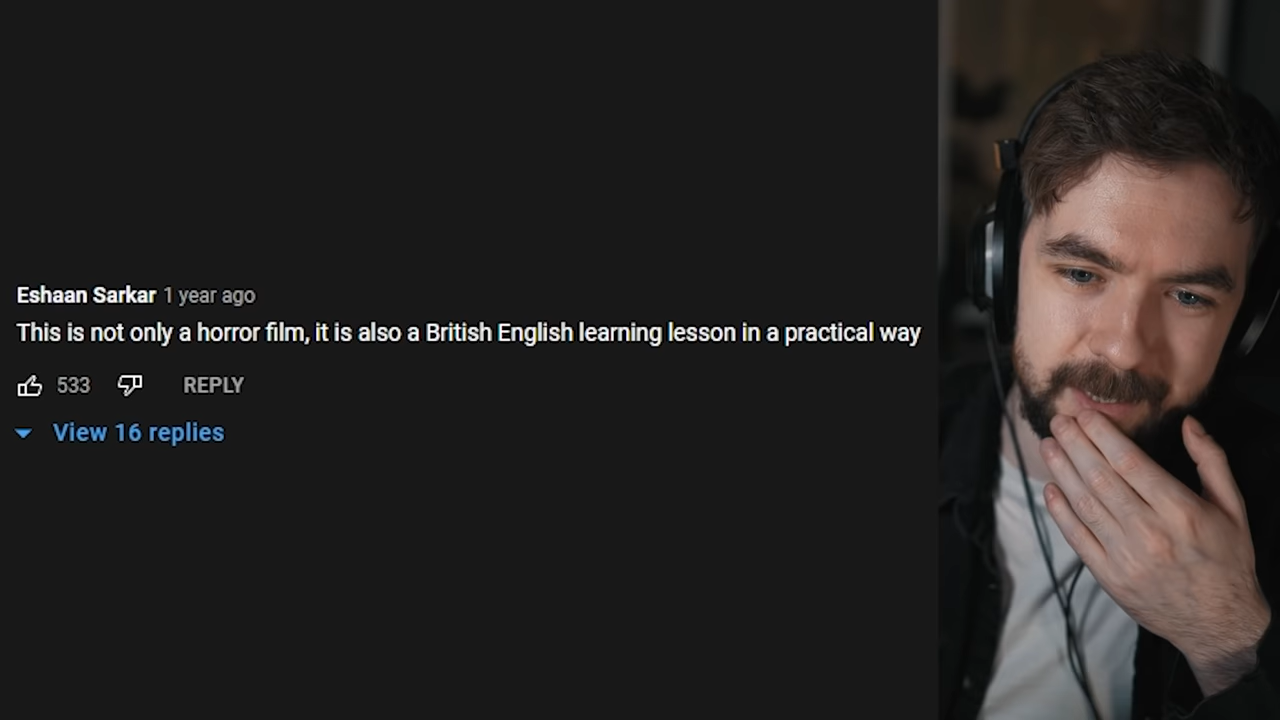 Eshaan Sarkar 1 year ago
This is not only a horror film, it is also a British English learning lesson in a practical way
533 REPLY
View 16 replies